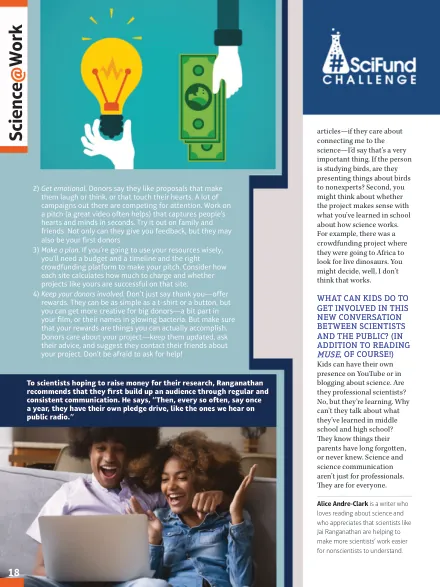 Science@Work
2) Get emotional. Donors say they like proposals that make
them laugh or think, or that touch their hearts. A lot of
campaigns out there are competing for attention. Work on
a pitch (a great video often helps) that captures people's
hearts and minds in seconds. Try it out on family and
friends. Not only can they give you feedback, but they may
also be your first donors.
3) Make a plan. If you're going to use your resources wisely,
you'll need a budget and a timeline and the right
crowdfunding platform to make your pitch. Consider how
each site calculates how much to charge and whether
projects like yours are successful on that site.
4) Keep your donors involved. Don't just say thank you—offer
rewards. They can be as simple as a t-shirt or a button, but
you can get more creative for big donors—a bit part in
your film, or their names in glowing bacteria. But make sure
that your rewards are things you can actually accomplish.
Donors care about your project—keep them updated, ask
their advice, and suggest they contact their friends about
your project. Don't be afraid to ask for help!
To scientists hoping to raise money for their research, Ranganathan
recommends that they first build up an audience through regular and
consistent communication. He says, "Then, every so often, say once
a year, they have their own pledge drive, like the ones we hear on
public radio."
18
#SciFund
CHALLENGE
articles—if they care about
connecting me to the
science—I'd say that's a very
important thing. If the person
is studying birds, are they
presenting things about birds
to nonexperts? Second, you
might think about whether
the project makes sense with
what you've learned in school
about how science works.
For example, there was a
crowdfunding project where
they were going to Africa to
look for live dinosaurs. You
might decide, well, I don't
think that works.
WHAT CAN KIDS DO TO
GET INVOLVED IN THIS
NEW CONVERSATION
BETWEEN SCIENTISTS
AND THE PUBLIC? (IN
ADDITION TO READING
MUSE, OF COURSE!)
Kids can have their own
presence on YouTube or in
blogging about science. Are
they professional scientists?
No, but they're learning. Why
can't they talk about what
they've learned in middle
school and high school?
They know things their
parents have long forgotten,
or never knew. Science and
science communication
aren't just for professionals.
They are for everyone.
Alice Andre-Clark is a writer who
loves reading about science and
who appreciates that scientists like
Jai Ranganathan are helping to
make more scientists' work easier
for nonscientists to understand.